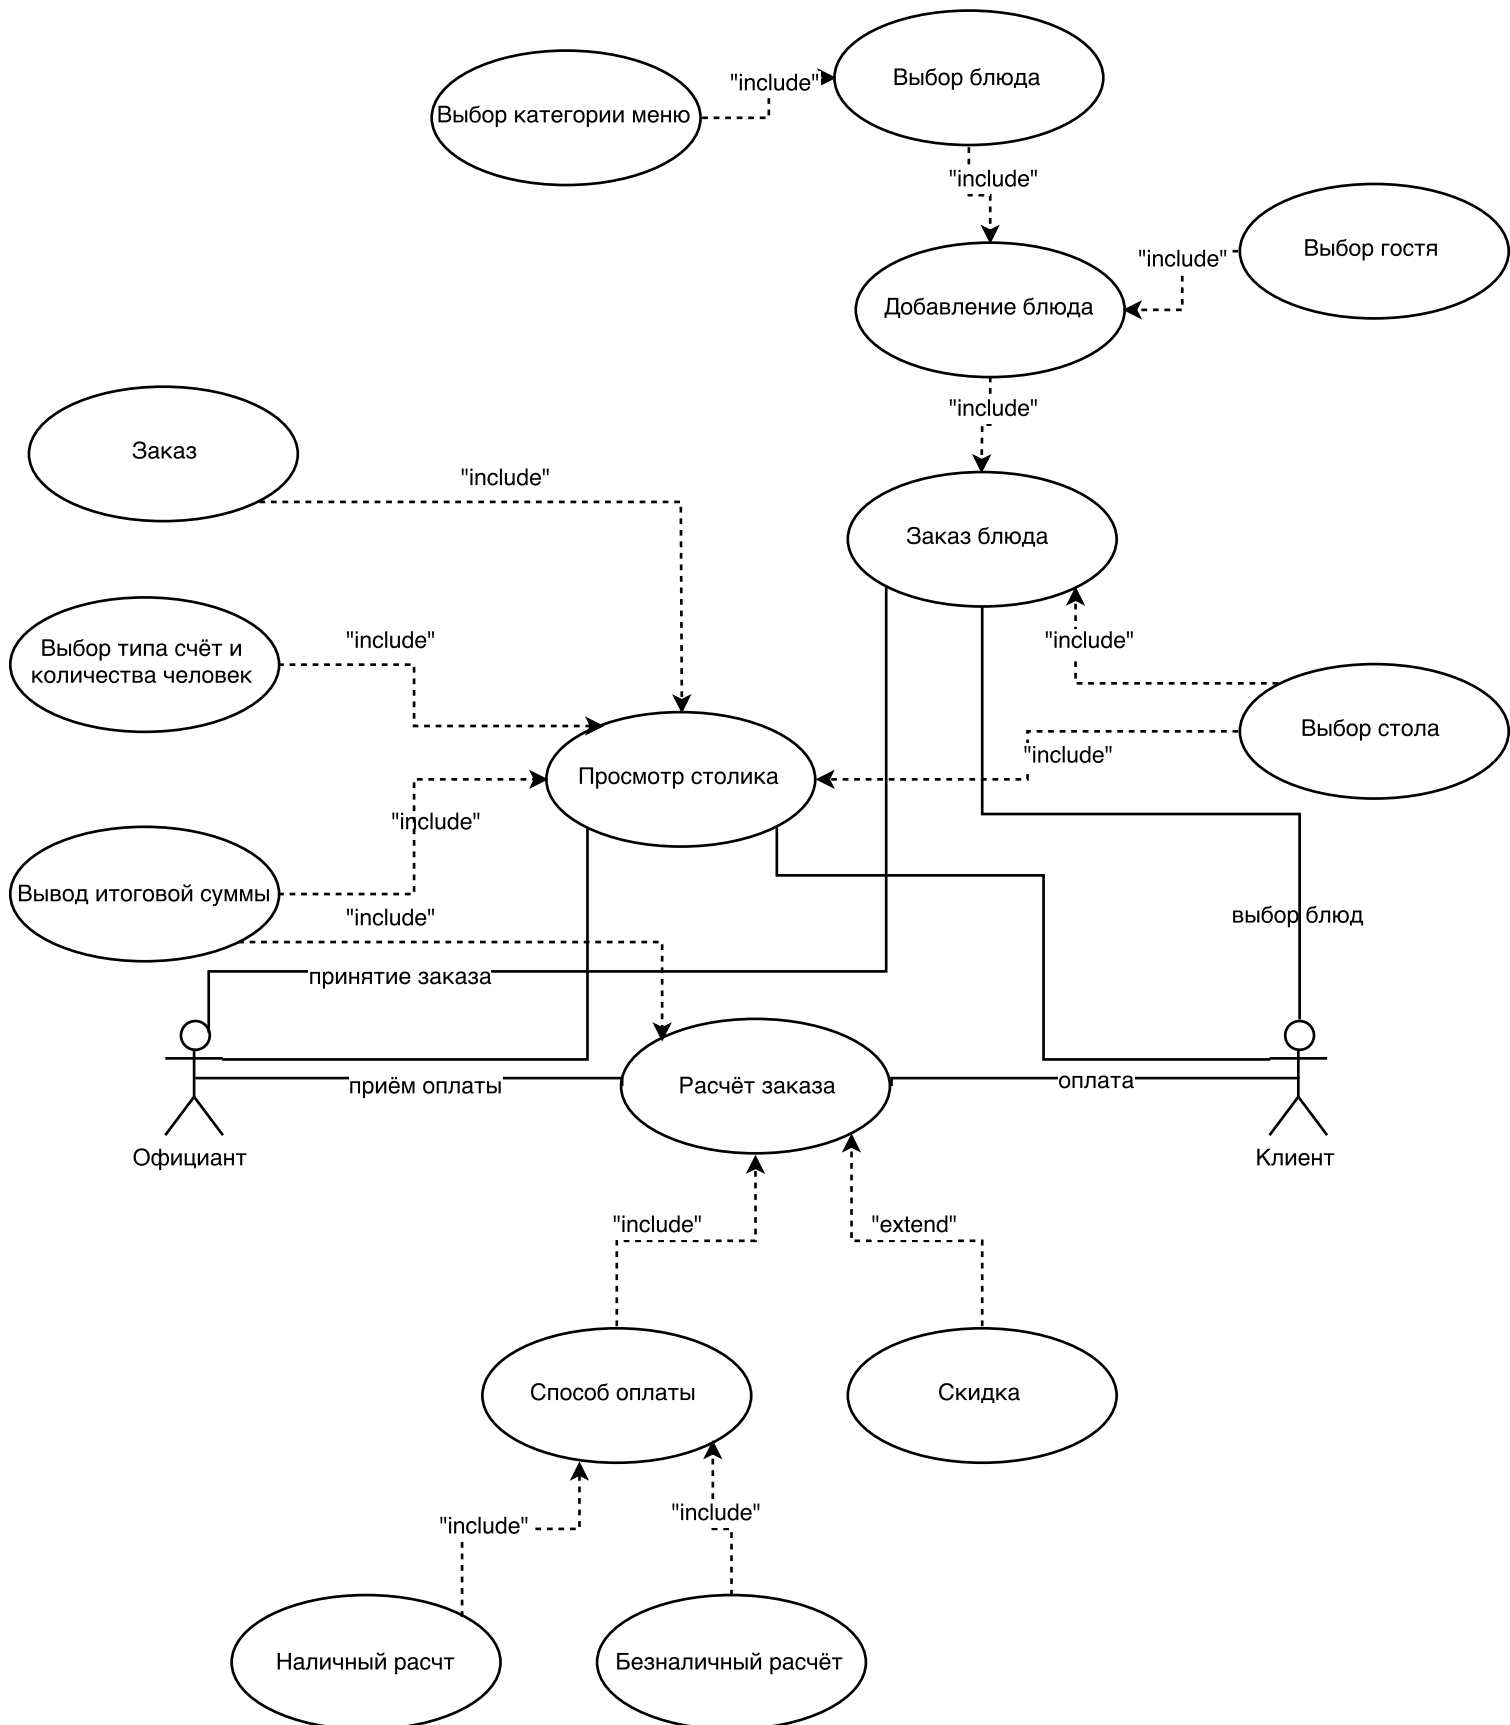 "include"
Выбор блюда
Выбор категории меню
"include"
Выбор гостя
"include"
Добавление блюда
"include"
Заказ
"include"
Заказ блюда
"include"
Выбор типа счёт и
количества человек
"include"
Выбор стола
"include"
Просмотр столика
"include"
Вывод итоговой суммы
"include"
выбор блюд
принятие заказа
приём оплаты
Расчёт заказа
оплата
Официант
Клиент
"include"
"extend"
Способ оплаты
Скидка
"include"
"include"
Наличный расчт
Безналичный расчёт